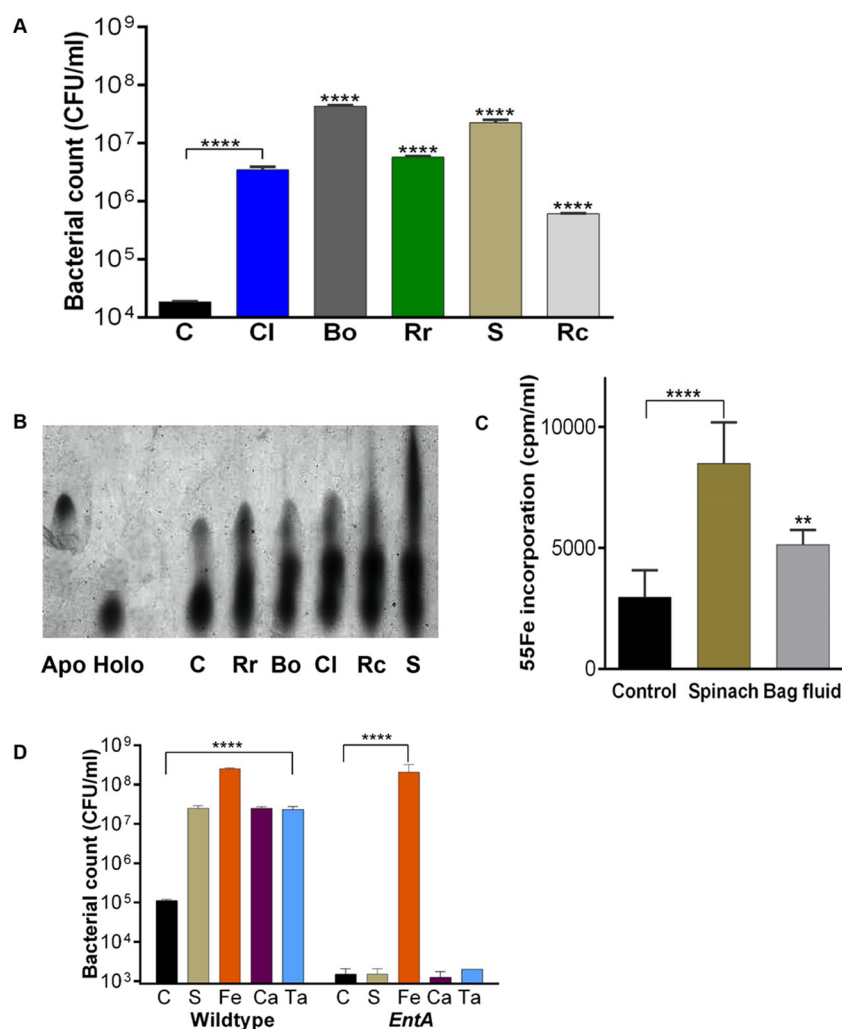 A
Bacterial count (CFU/ml)
10⁹
10⁸
10⁷
10⁶
10⁵
10⁴
****
****
****
****
****
C Cl Bo Rr S Rc
B
Apo Holo C Rr Bo Cl Rc S
C
55Fe incorporation (cpm/ml)
10000
5000
0
****
**
Control Spinach Bag fluid
D
Bacterial count (CFU/ml)
10⁹
10⁸
10⁷
10⁶
10⁵
10⁴
10³
****
****
C S Fe Ca Ta C S Fe Ca Ta
Wildtype EntA